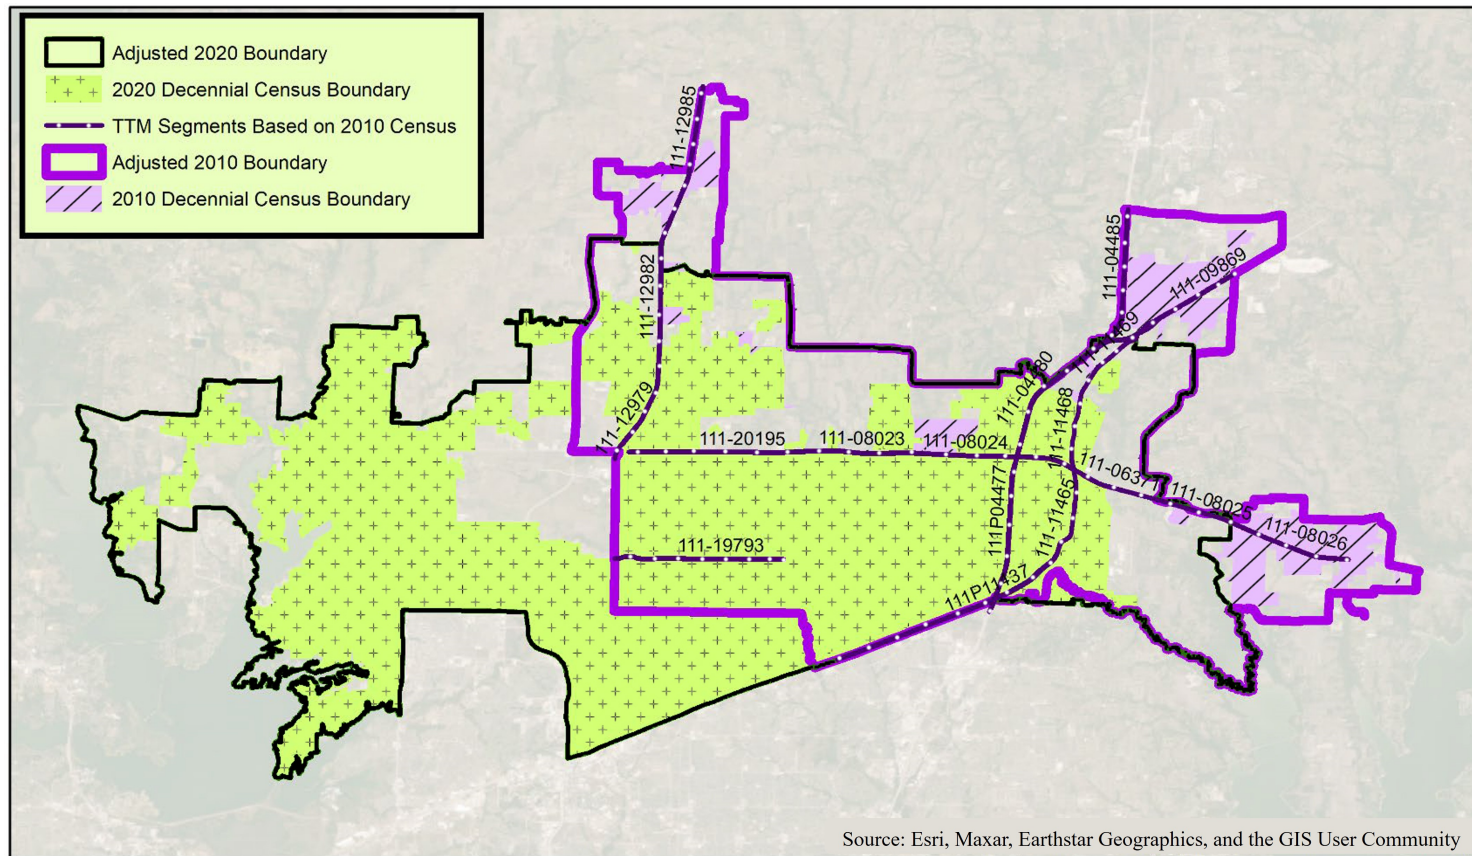 Adjusted 2020 Boundary
2020 Decennial Census Boundary
TTM Segments Based on 2010 Census
Adjusted 2010 Boundary
2010 Decennial Census Boundary
111-12985
111-04485
111-09869
111-12982
111-04480
111-12979
111-11468
111-20195
111-08023
111-08024
111-08025
111-08026
111P04477
111-11465
111-19793
111P11437
Source: Esri, Maxar, Earthstar Geographics, and the GIS User Community